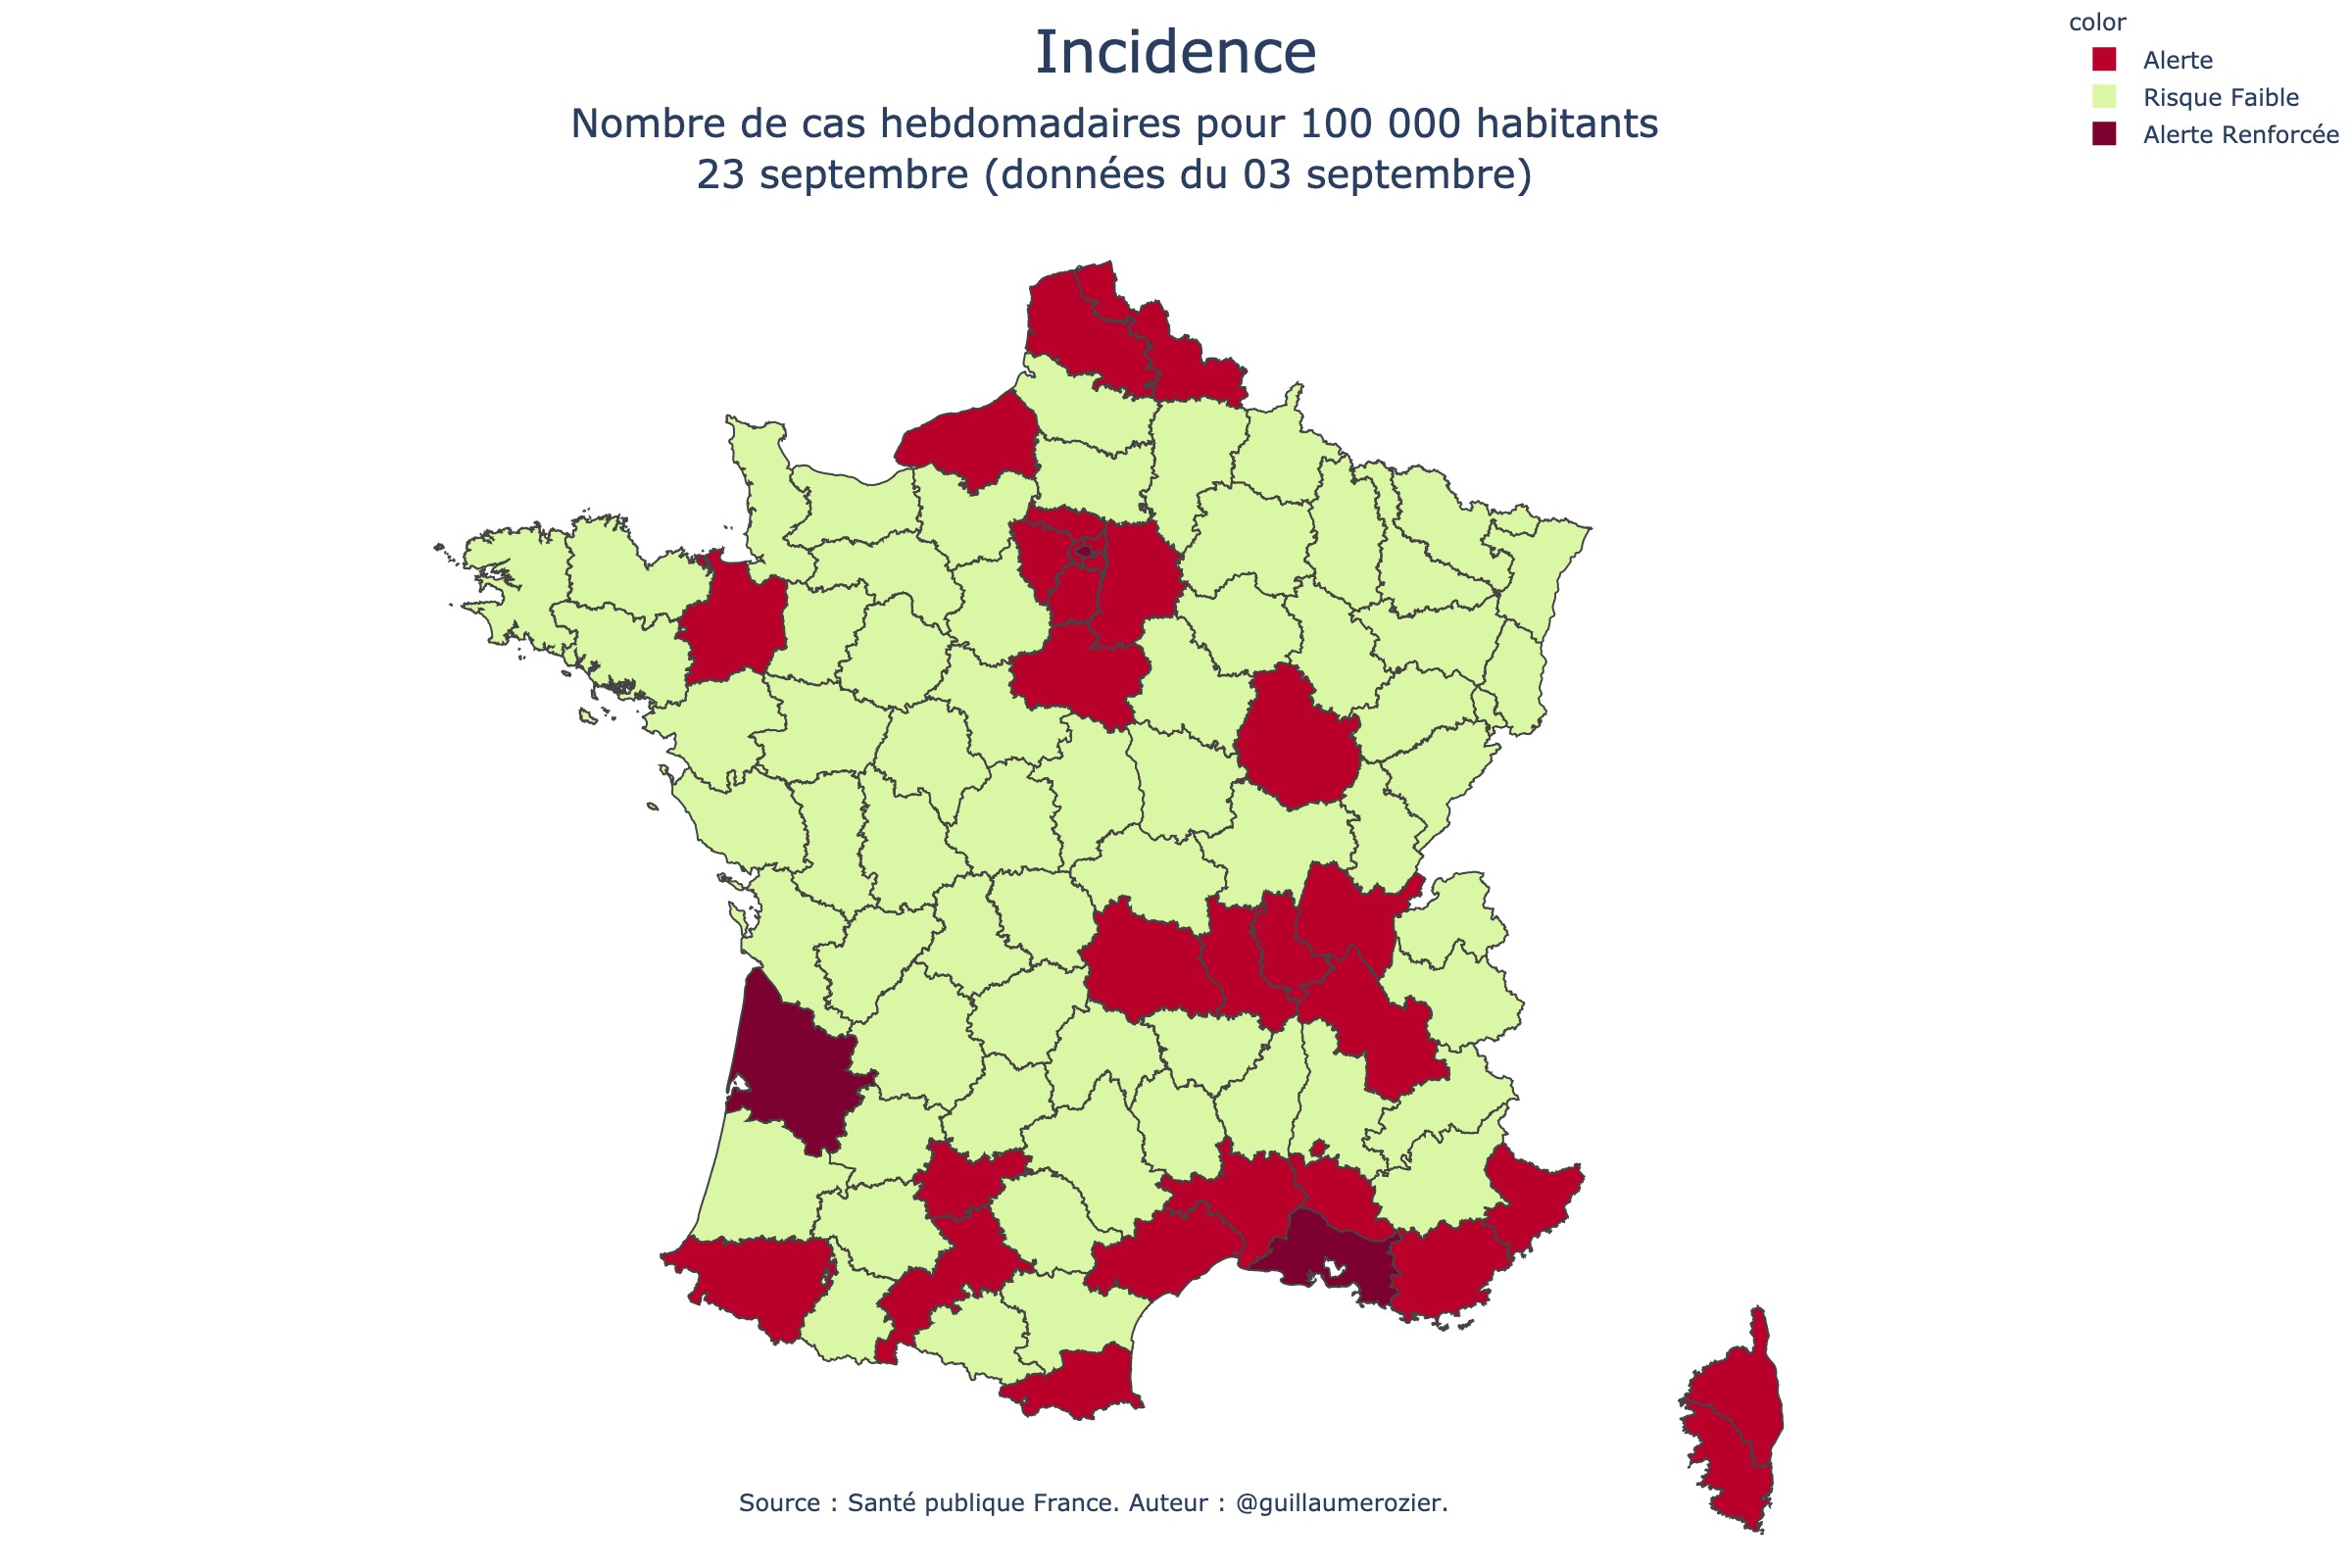 Incidence
Nombre de cas hebdomadaires pour 100 000 habitants
23 septembre (données du 03 septembre)
color
Alerte
Risque Faible
Alerte Renforcée
Source : Santé publique France. Auteur : @guillaumerozier.